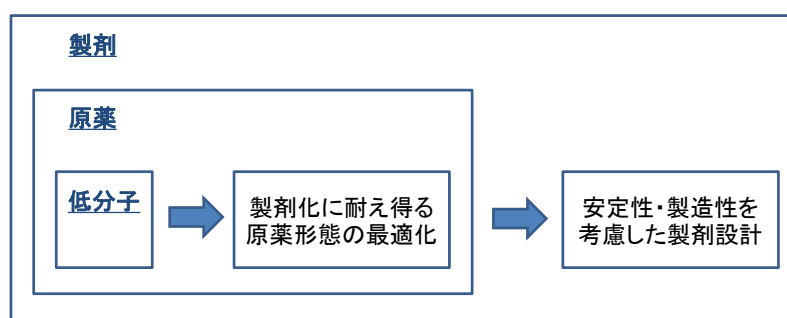 製剤
原薬
低分子
製剤化に耐え得る
原薬形態の最適化
安定性・製造性を
考慮した製剤設計